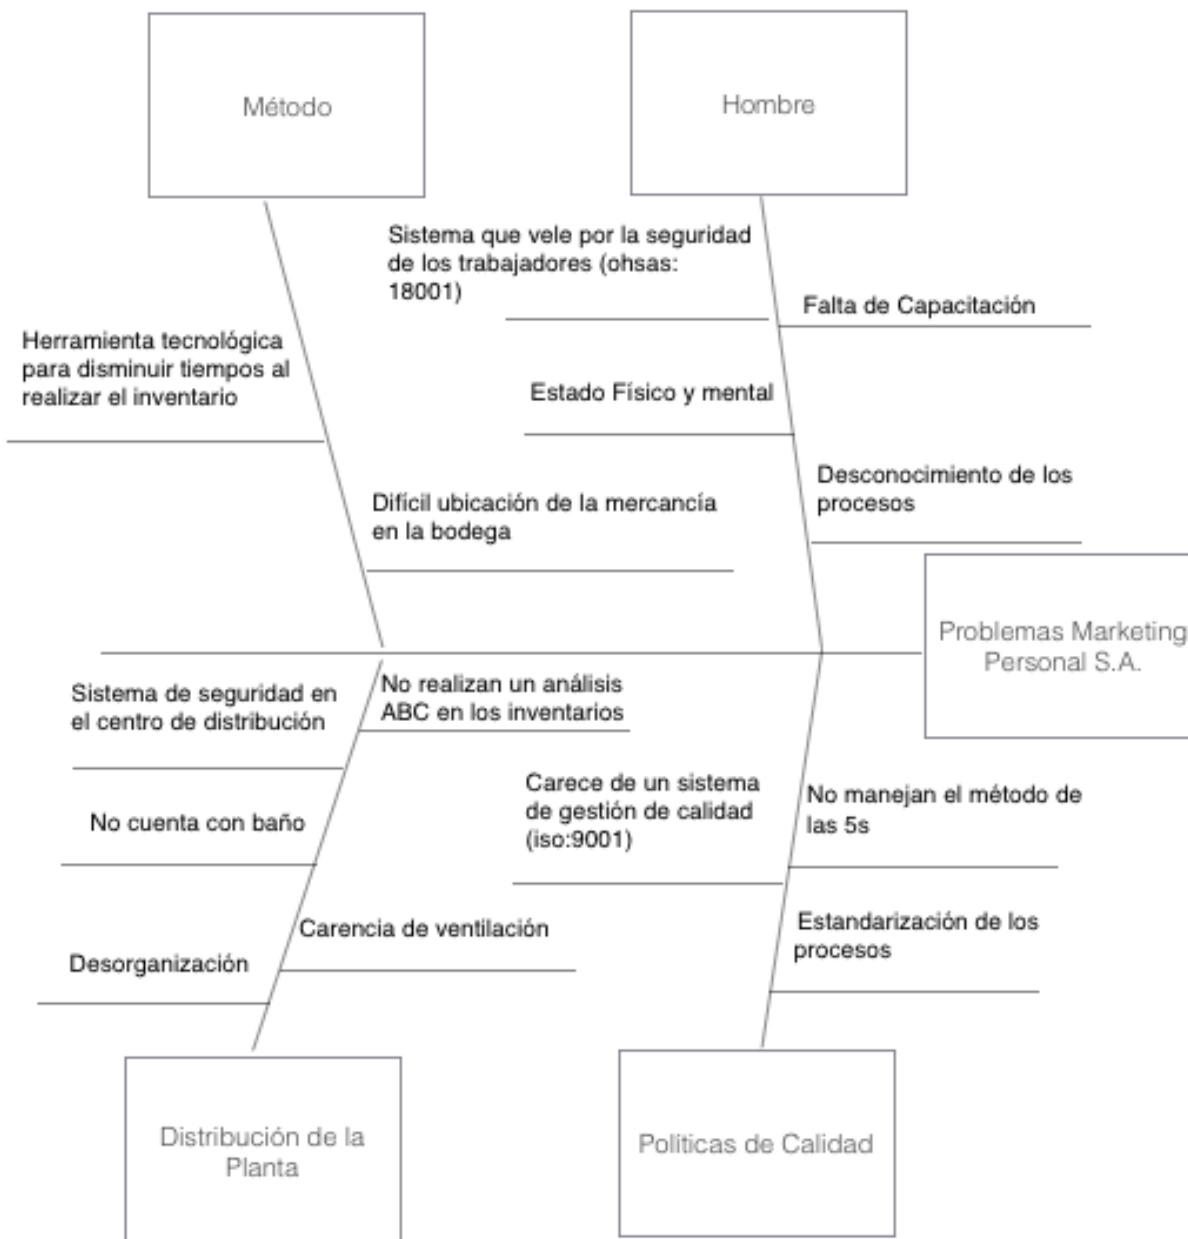 Método
Hombre
Sistema que vele por la seguridad
de los trabajadores (ohsas:
18001)
Falta de Capacitación
Herramienta tecnológica
para disminuir tiempos al
realizar el inventario
Estado Físico y mental
Desconocimiento de los
procesos
Difícil ubicación de la mercancía
en la bodega
Problemas Marketing
Personal S.A.
Sistema de seguridad en
el centro de distribución
No realizan un análisis
ABC en los inventarios
Carece de un sistema
de gestión de calidad
(iso:9001)
No manejan el método de
las 5s
No cuenta con baño
Carencia de ventilación
Estandarización de los
procesos
Desorganización
Distribución de la
Planta
Políticas de Calidad